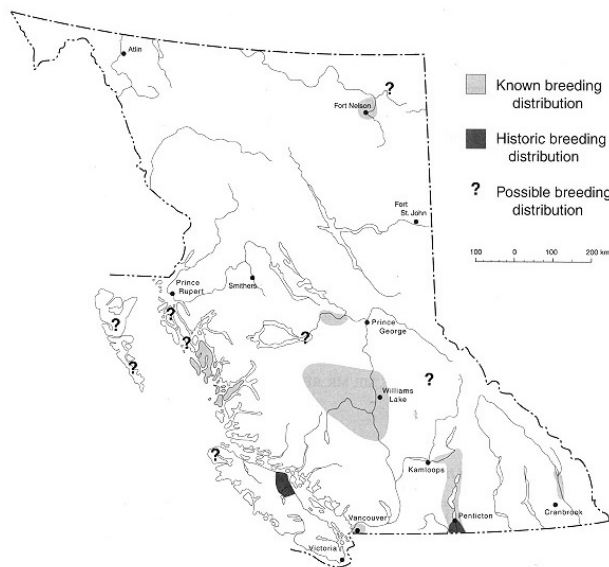 Atlin
Fort Nelson
?
Known breeding
distribution
Historic breeding
distribution
? Possible breeding
distribution
100 0 100 200 km
Fort
St. John
Prince
Rupert
Smithers
?
?
?
?
?
Prince
George
?
Williams
Lake
?
Kamloops
Vancouver
Penticton
Cranbrook
Victoria